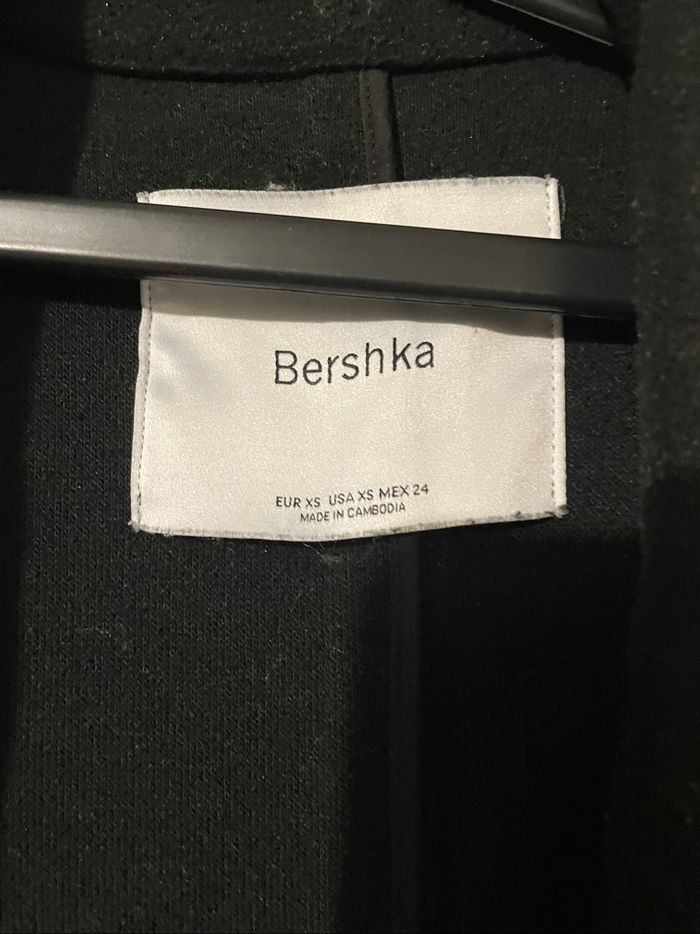 Bershka
EUR XS USA XS MEX 24
MADE IN CAMBODIA